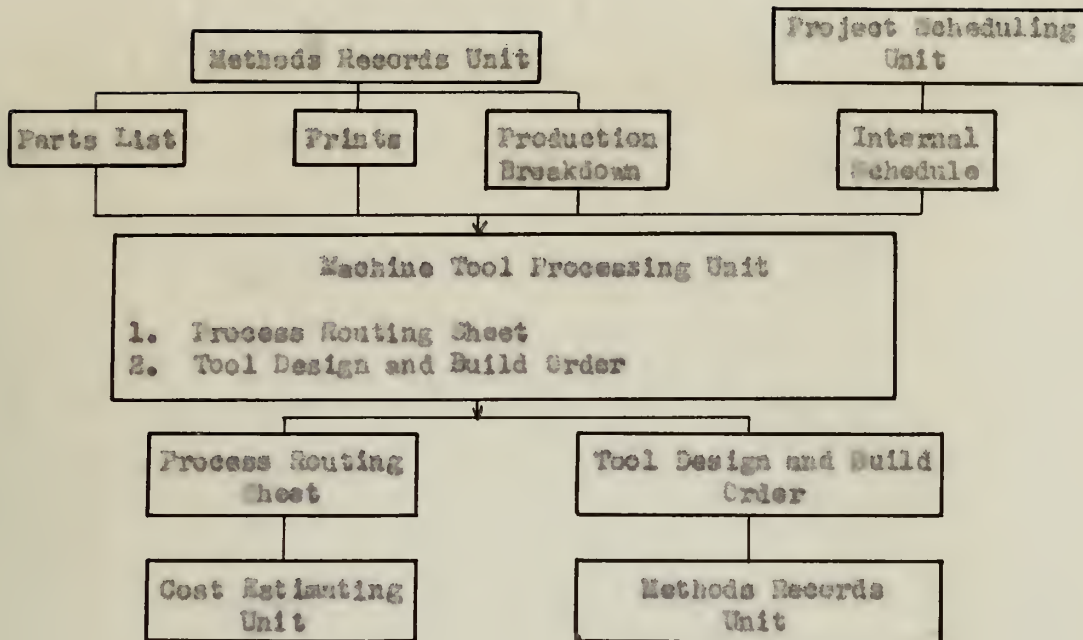 Project Scheduling
Unit
Methods Records Unit
Parts List
Prints
Production
Breakdown
Internal
Schedule
Machine Tool Processing Unit
1. Process Routing Sheet
2. Tool Design and Build Order
Process Routing
Sheet
Tool Design and Build
Order
Cost Estimating
Unit
Methods Records
Unit